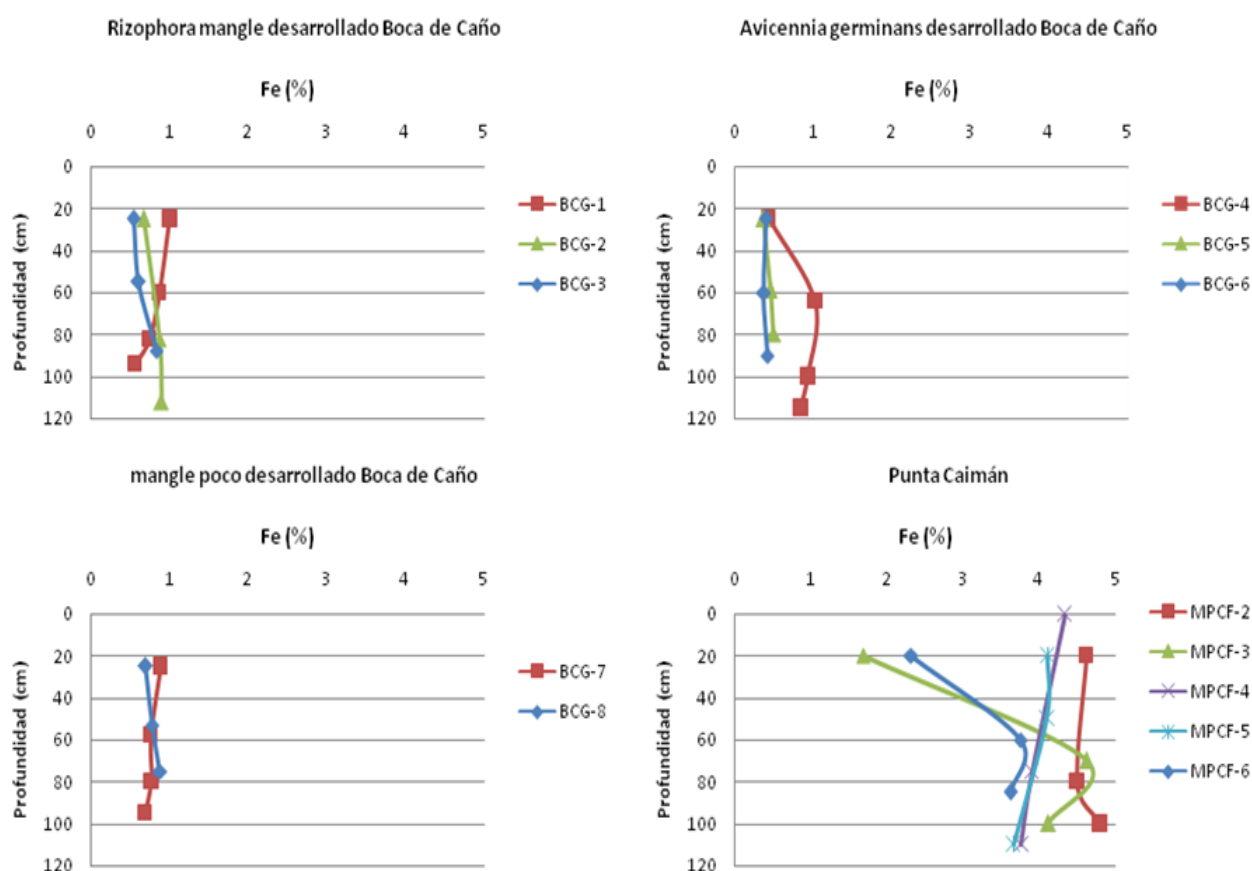 Rizophora mangle desarrollado Boca de Caño
Fe (%)
0 1 2 3 4 5
0
20
40
60
80
100
120
Profundidad (cm)
BCG-1
BCG-2
BCG-3
Avicennia germinans desarrollado Boca de Caño
Fe (%)
0 1 2 3 4 5
0
20
40
60
80
100
120
Profundidad (cm)
BCG-4
BCG-5
BCG-6
mangle poco desarrollado Boca de Caño
Fe (%)
0 1 2 3 4 5
0
20
40
60
80
100
120
Profundidad (cm)
BCG-7
BCG-8
Punta Caimán
Fe (%)
0 1 2 3 4 5
0
20
40
60
80
100
120
Profundidad (cm)
MPCF-2
MPCF-3
MPCF-4
MPCF-5
MPCF-6